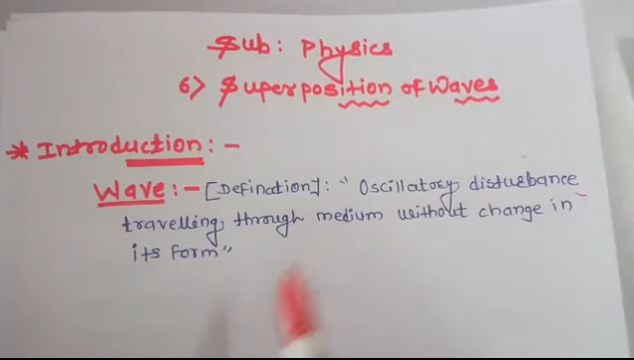 Sub: Physics
6> Superposition of Waves
* Introduction:-
Wave:- [Defination]: "Oscillatory disturbance
travelling through medium without change in
its form"